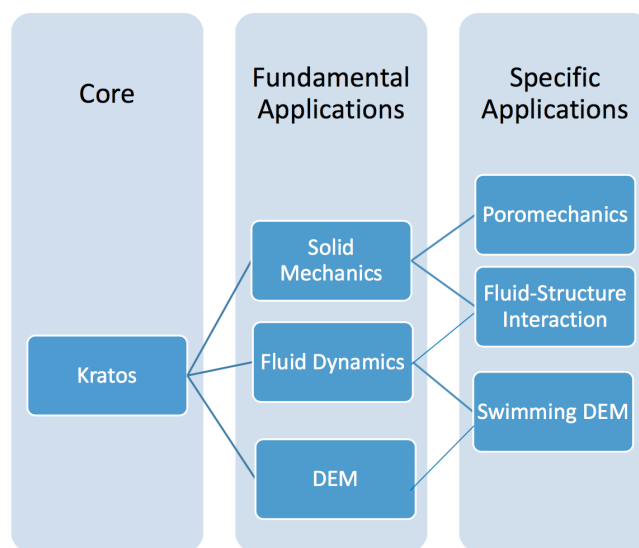 Core
Fundamental
Applications
Specific
Applications
Kratos
Solid
Mechanics
Fluid Dynamics
DEM
Poromechanics
Fluid-Structure
Interaction
Swimming DEM